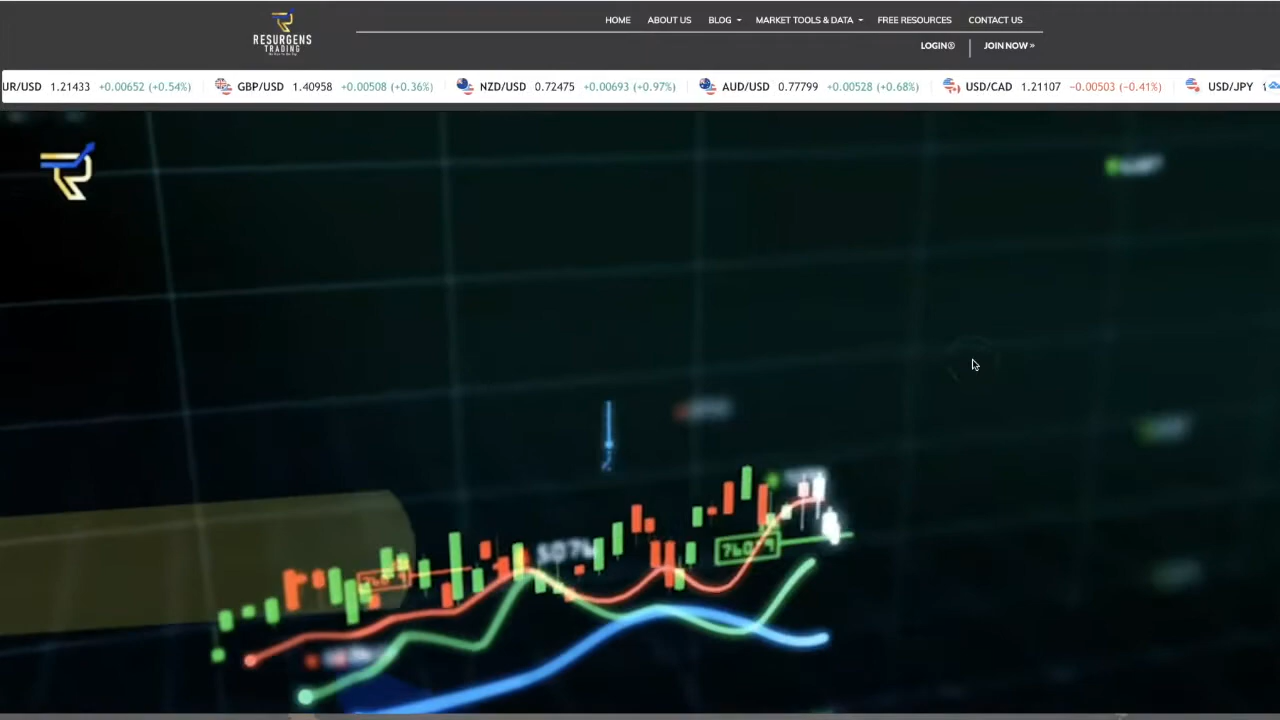 HOME ABOUT US BLOG MARKET TOOLS & DATA FREE RESOURCES CONTACT US
RESURGENS
TRADING
LOGIN JOIN NOW »
UR/USD 1.21433 +0.00652 (+0.54%) GBP/USD 1.40958 +0.00508 (+0.36%) NZD/USD 0.72475 +0.00693 (+0.97%) AUD/USD 0.77799 +0.00528 (+0.68%) USD/CAD 1.21107 −0.00503 (−0.41%) USD/JPY
5076